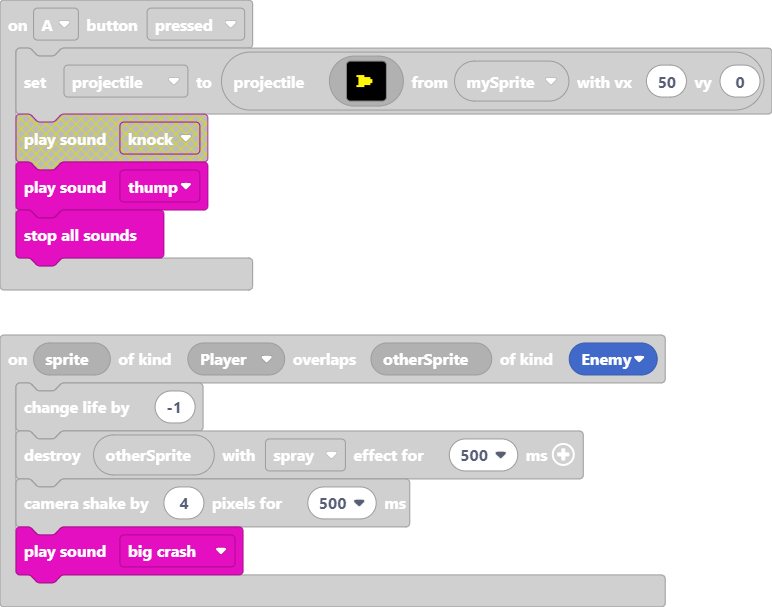 on A button pressed
set projectile to projectile from mySprite with vx 50 vy 0
play sound knock
play sound thump
stop all sounds
on sprite of kind Player overlaps otherSprite of kind Enemy
change life by -1
destroy otherSprite with spray effect for 500 ms
camera shake by 4 pixels for 500 ms
play sound big crash